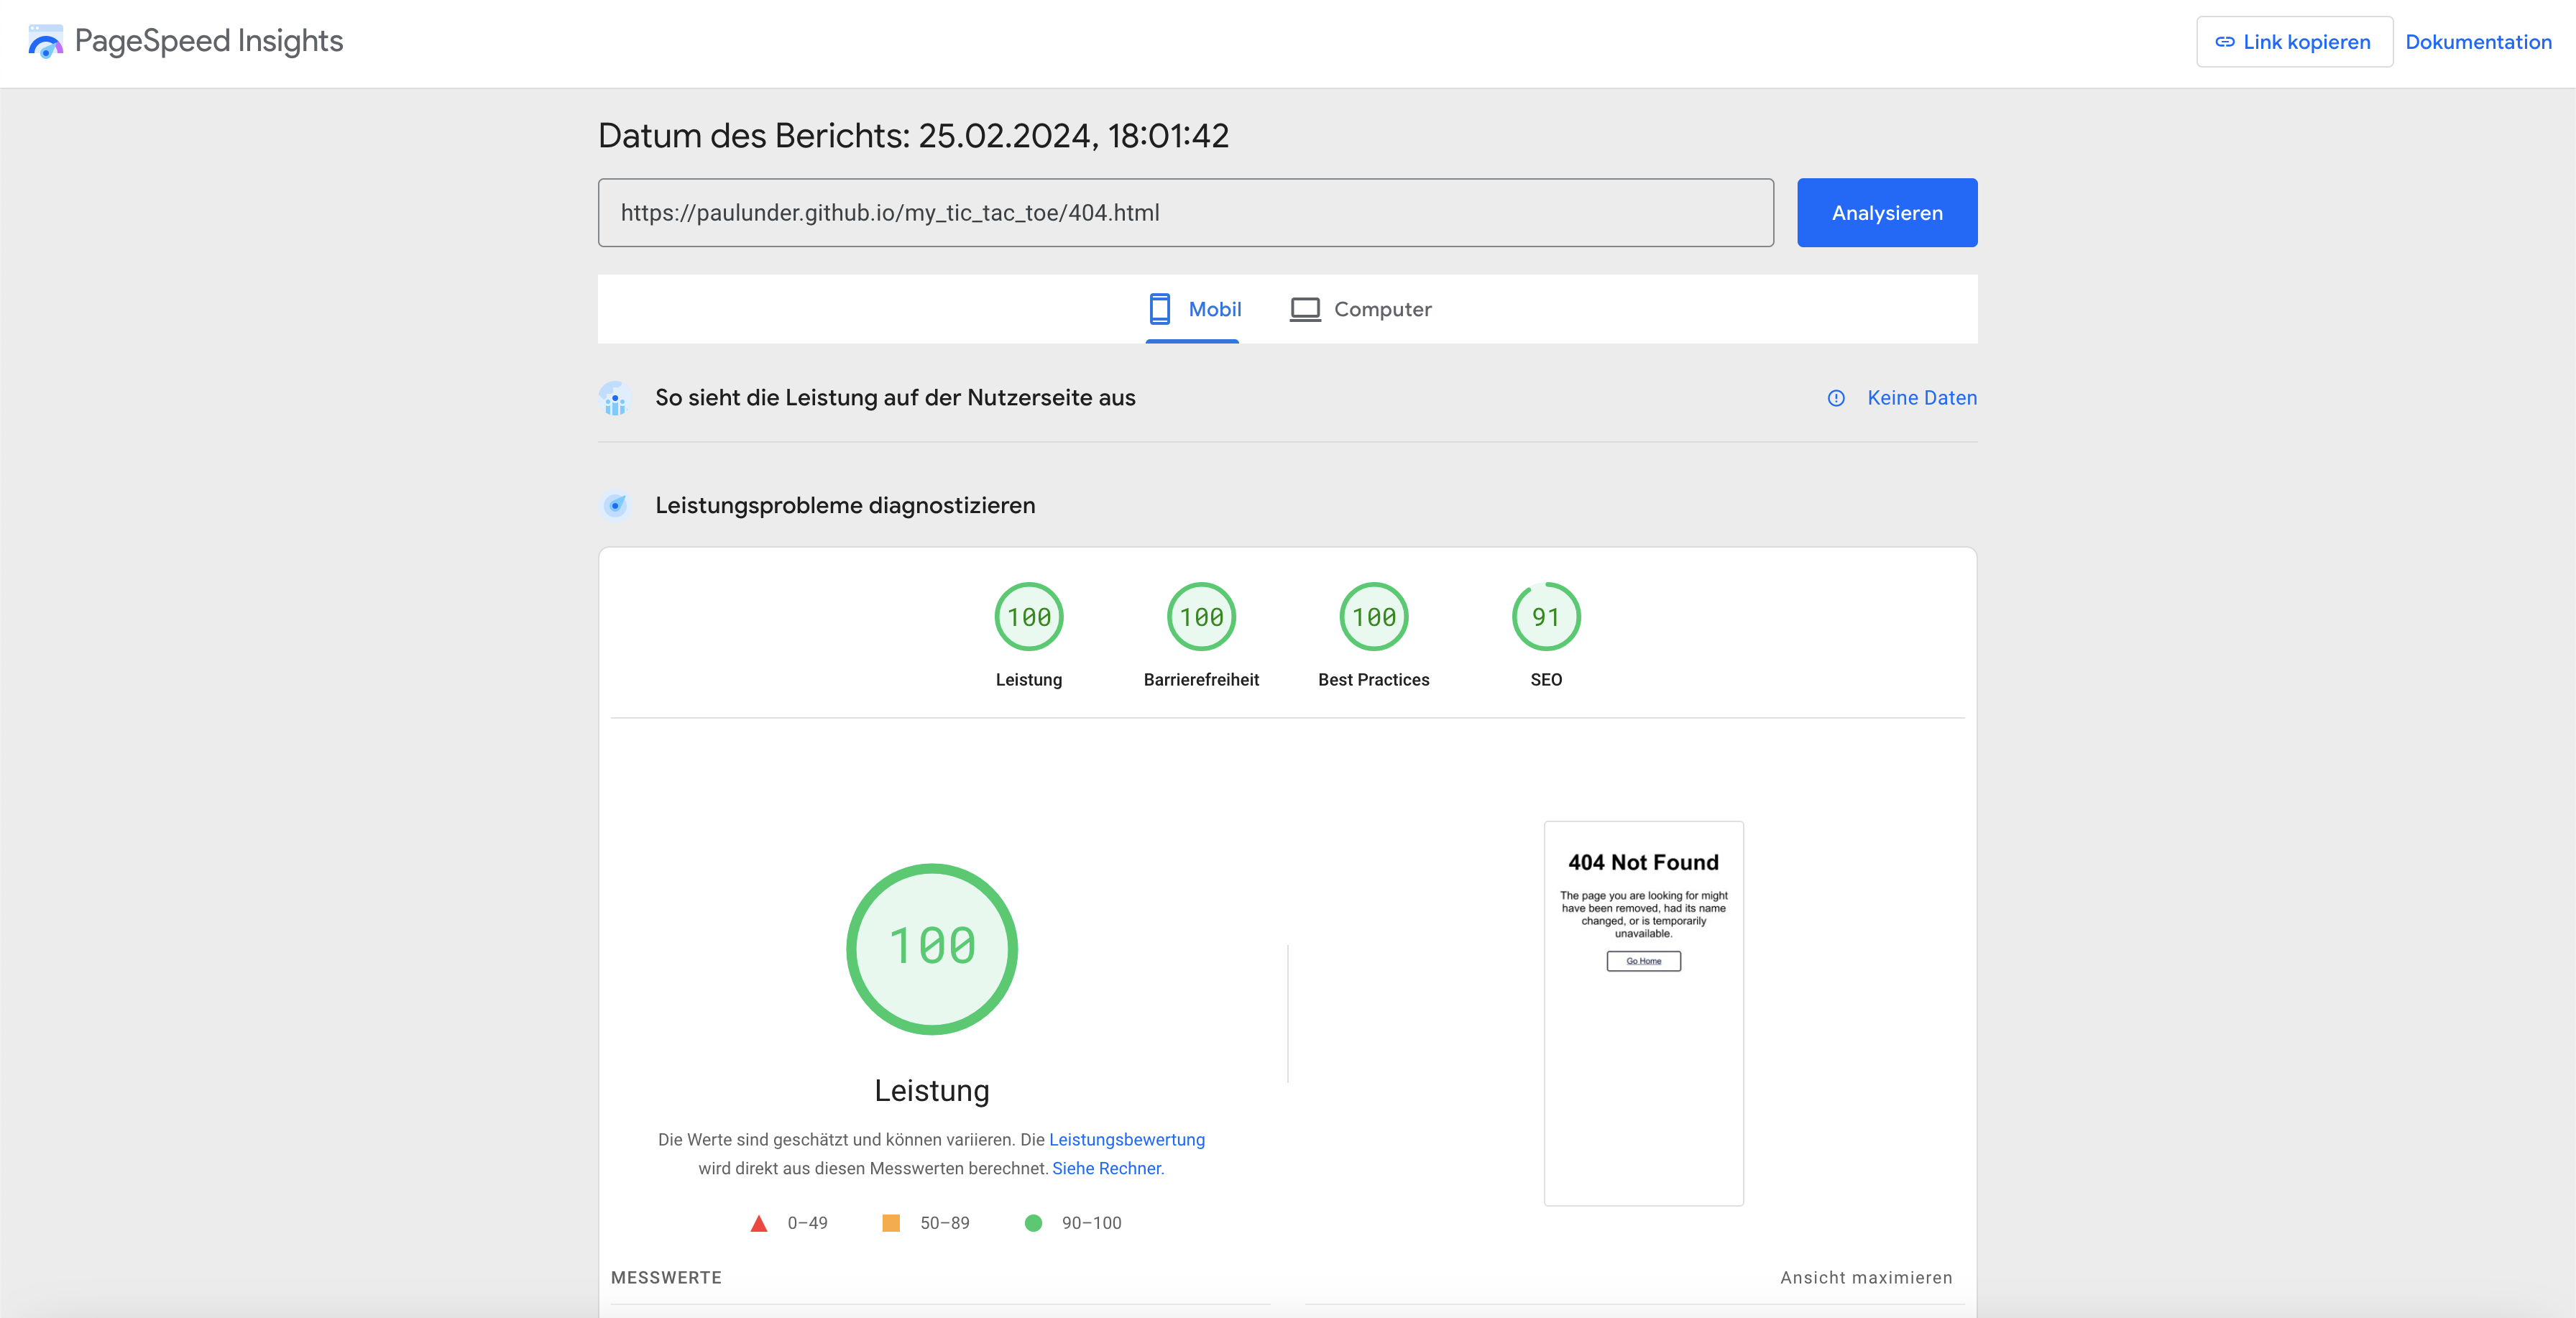 PageSpeed Insights
Link kopieren
Dokumentation
Datum des Berichts: 25.02.2024, 18:01:42
https://paulunder.github.io/my_tic_tac_toe/404.html
Analysieren
Mobil
Computer
So sieht die Leistung auf der Nutzerseite aus
Keine Daten
Leistungsprobleme diagnostizieren
100
Leistung
100
Barrierefreiheit
100
Best Practices
91
SEO
100
Leistung
Die Werte sind geschätzt und können variieren. Die Leistungsbewertung
wird direkt aus diesen Messwerten berechnet. Siehe Rechner.
0–49
50–89
90–100
404 Not Found
The page you are looking for might
have been removed, had its name
changed, or is temporarily
unavailable.
Go Home
MESSWERTE
Ansicht maximieren